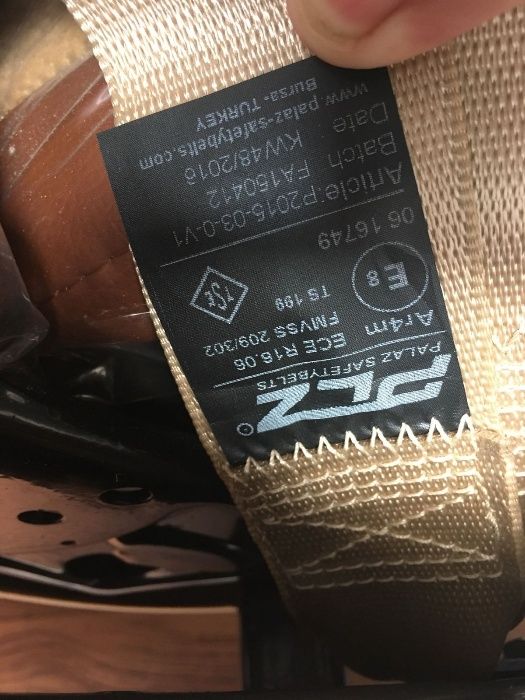 PLZ
PALAZ SAFETYBELTS
Ar4m
ECE R16.06
FMVSS 209/302
E8
TS 199
TSE
06 16749
Article:P2015-03-0-V1
Batch FA150412
Date KW48/2016
www.palaz-safetybelts.com
Bursa-TURKEY